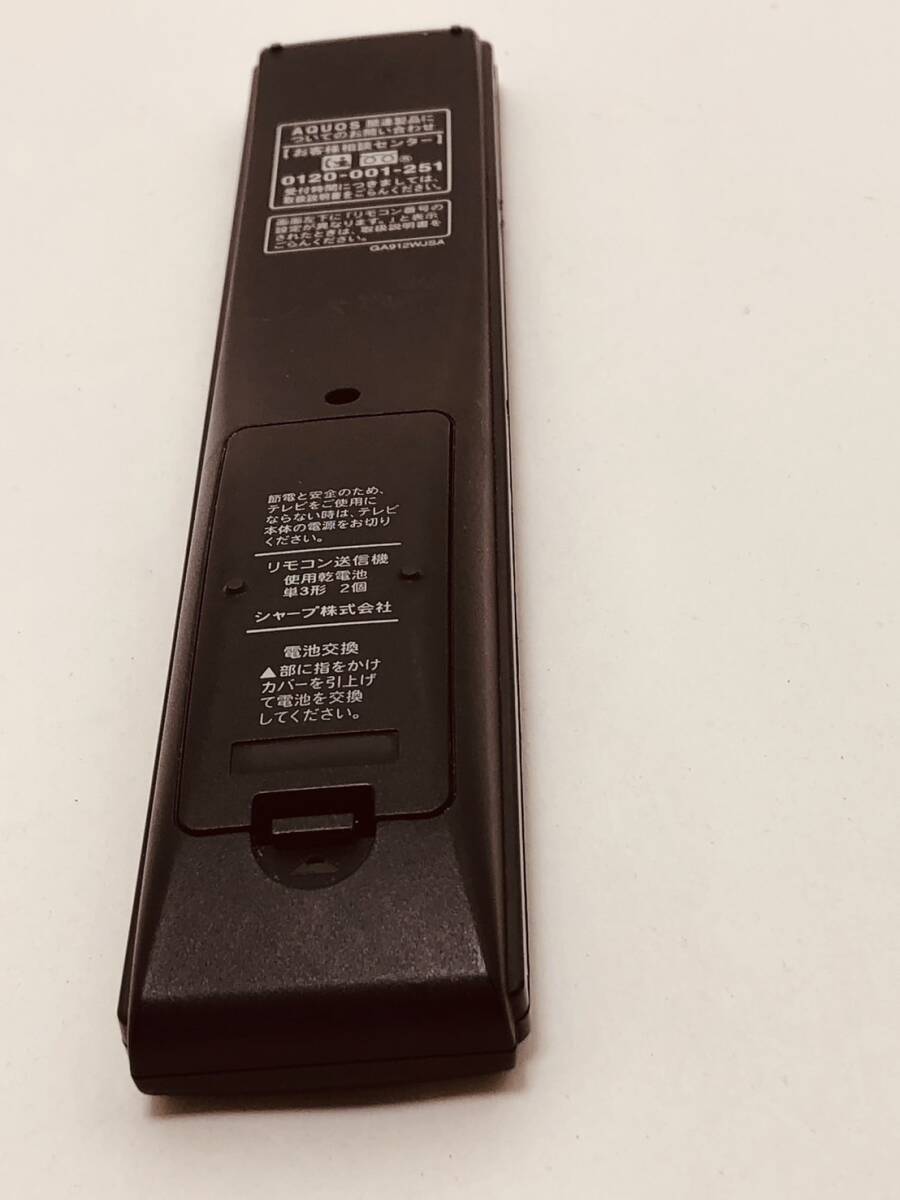 AQUOS 関連製品に
ついてのお問い合わせ
【お客様相談センター】
0120-001-251
受付時間につきましては、
取扱説明書をごらんください。
画面左下に「リモコン番号の
設定が異なります。」と表示
されたときは、取扱説明書を
ごらんください。
GA912WJSA
節電と安全のため、
テレビをご使用に
ならない時は、テレビ
本体の電源をお切り
ください。
リモコン送信機
使用乾電池
単3形 2個
シャープ株式会社
電池交換
▲部に指をかけ
カバーを引上げ
て電池を交換
してください。